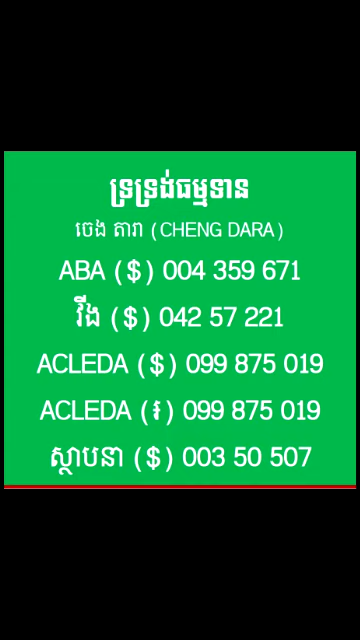 ទ្រទ្រង់ធម្មទាន
ចេង តារា (CHENG DARA)
ABA ($) 004 359 671
វីង ($) 042 57 221
ACLEDA ($) 099 875 019
ACLEDA (៛) 099 875 019
ស្ថាបនា ($) 003 50 507